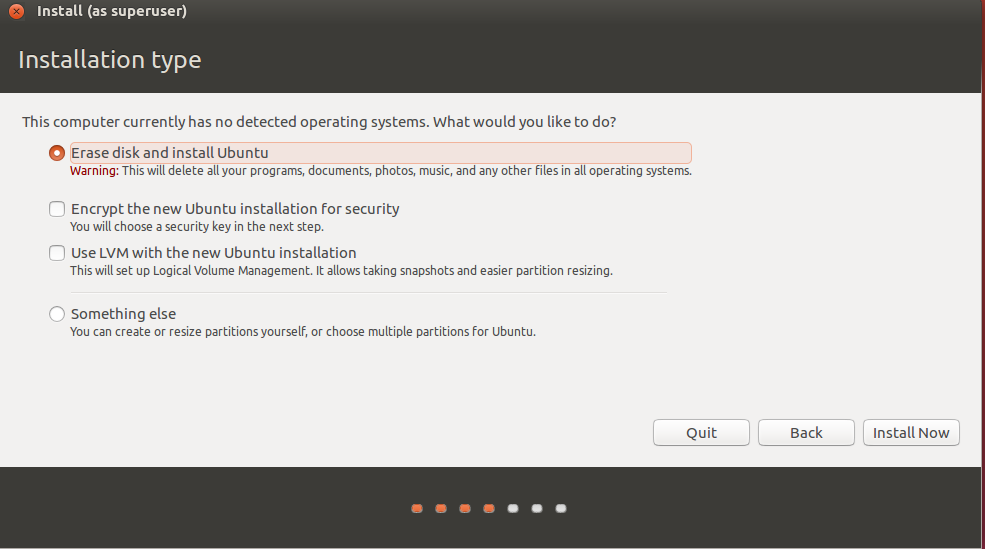 Install (as superuser)
Installation type
This computer currently has no detected operating systems. What would you like to do?
Erase disk and install Ubuntu
Warning: This will delete all your programs, documents, photos, music, and any other files in all operating systems.
Encrypt the new Ubuntu installation for security
You will choose a security key in the next step.
Use LVM with the new Ubuntu installation
This will set up Logical Volume Management. It allows taking snapshots and easier partition resizing.
Something else
You can create or resize partitions yourself, or choose multiple partitions for Ubuntu.
Quit Back Install Now